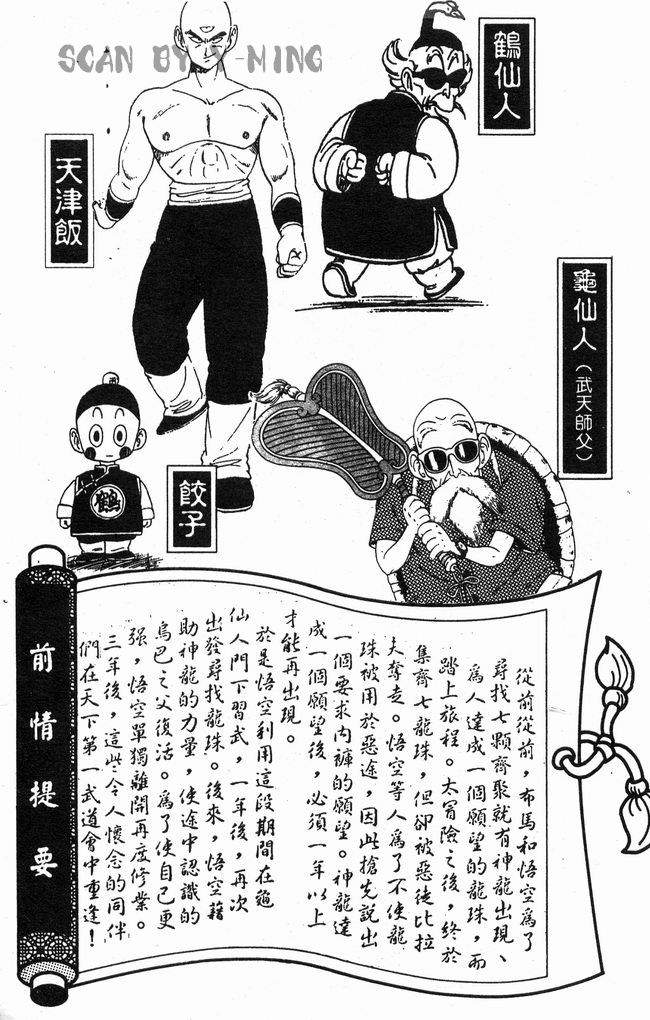 SCAN BY X-MING
鶴仙人
天津飯
龜仙人（武天師父）
餃子
前情提要
從前從前，布馬和悟空爲了
尋找七顆齊聚就有神龍出現、
爲人達成一個願望的龍珠，而
踏上旅程。大冒險之後，終於
集齊七龍珠，但卻被惡徒比拉
夫奪走。悟空等人爲了不使龍
珠被用於惡途，因此搶先説出
一個要求內褲的願望。神龍達
成一個願望後，必須一年以上
才能再出現。
於是悟空利用這段期間在龜
仙人門下習武，一年後，再次
出發尋找龍珠。後來，悟空藉
助神龍的力量，使途中認識的
烏巴之父復活。爲了使自己更
強，悟空單獨離開再度修業。
三年後，這些令人懷念的同伴
們在天下第一武道會中重逢！
鶴